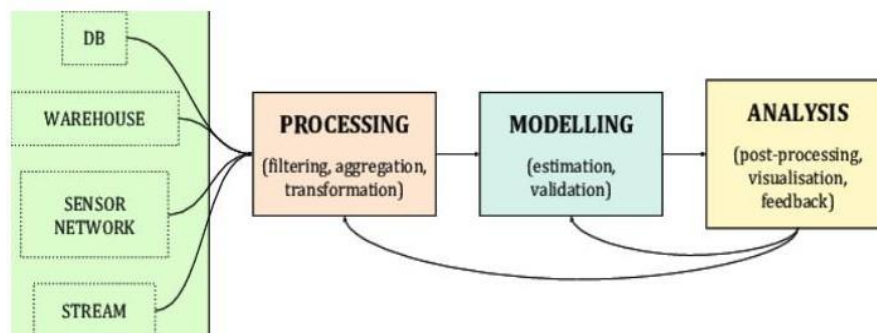 DB
WAREHOUSE
SENSOR
NETWORK
STREAM
PROCESSING
(filtering, aggregation,
transformation)
MODELLING
(estimation,
validation)
ANALYSIS
(post-processing,
visualisation,
feedback)